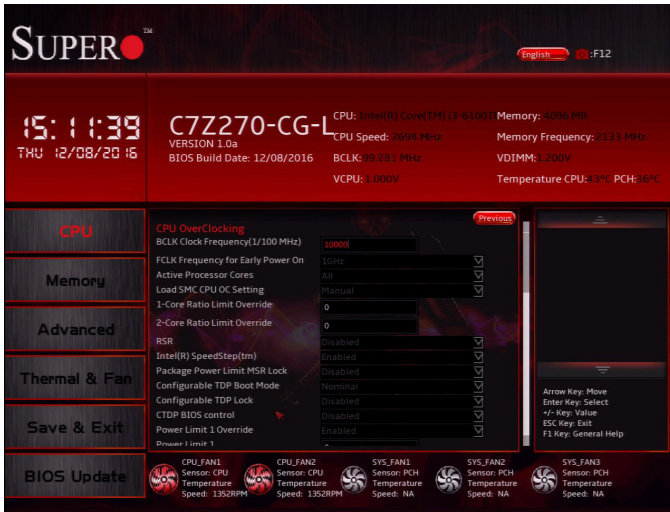 SUPER TM
English :F12
15:11:39
THU 12/08/2016
C7Z270-CG-L
VERSION 1.0a
BIOS Build Date: 12/08/2016
CPU: Intel(R) Core(TM) i3-6100T
CPU Speed: 2694 MHz
BCLK: 99.233 MHz
VCPU: 1.000V
Memory: 4096 MB
Memory Frequency: 2133 MHz
VDIMM: 1.200V
Temperature CPU: 43°C PCH: 36°C
CPU
Memory
Advanced
Thermal & Fan
Save & Exit
BIOS Update
Previous
CPU OverClocking
BCLK Clock Frequency(1/100 MHz) 10000
FCLK Frequency for Early Power On 1GHz
Active Processor Cores All
Load SMC CPU OC Setting Manual
1-Core Ratio Limit Override 0
2-Core Ratio Limit Override 0
RSR Disabled
Intel(R) SpeedStep(tm) Enabled
Package Power Limit MSR Lock Disabled
Configurable TDP Boot Mode Nominal
Configurable TDP Lock Disabled
CTDP BIOS control Disabled
Power Limit 1 Override Enabled
Power Limit 1
Arrow Key: Move
Enter Key: Select
+/- Key: Value
ESC Key: Exit
F1 Key: General Help
CPU_FAN1
Sensor: CPU
Temperature
Speed: 1352RPM
CPU_FAN2
Sensor: CPU
Temperature
Speed: 1352RPM
SYS_FAN1
Sensor: PCH
Temperature
Speed: NA
SYS_FAN2
Sensor: PCH
Temperature
Speed: NA
SYS_FAN3
Sensor: PCH
Temperature
Speed: NA